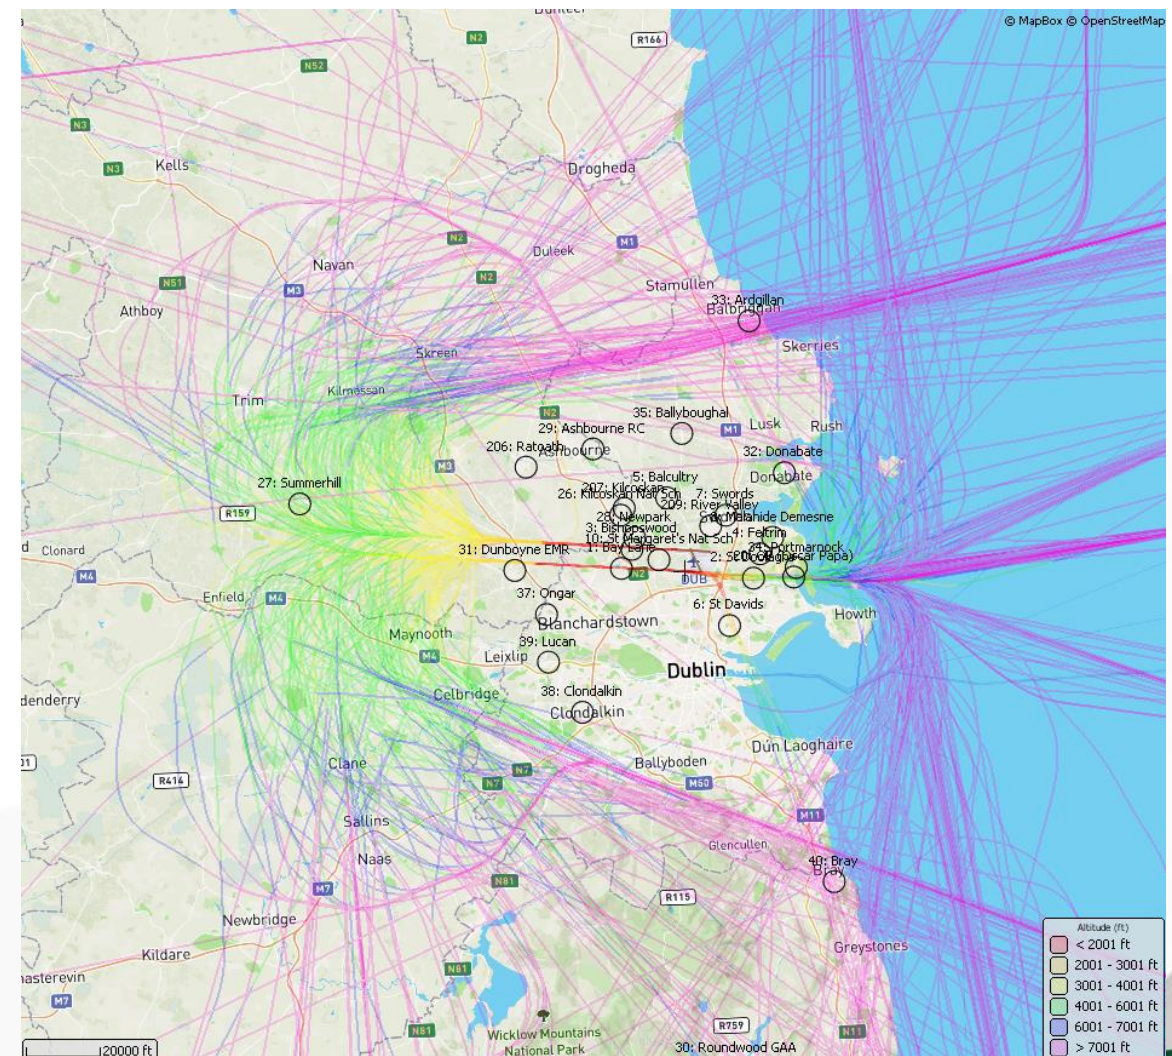 Dunleer
© MapBox © OpenStreetMap
N2
R166
N52
N3
N3
Kells
Drogheda
N2
M1
Duleek
Navan
N2
N51
M3
Stamullen
Athboy
33: Ardgillan
Balbriggan
Skerries
Skreen
Kilmessan
Trim
N2
35: Ballyboughal
M1
Lusk
Rush
29: Ashbourne RC
Ashbourne
206: Ratoath
32: Donabate
Donabate
M3
27: Summerhill
5: Balcultry
207: Kilcoskan
26: Kilcoskan Nat Sch
7: Swords
R159
209: River Valley
8: Malahide Demesne
28: Newpark
4: Feltrim
3: Bishopswood
10: St Margaret's Nat Sch
Clonard
31: Dunboyne EMR
1: Bay Lane
Portmarnock
N2
DUB
M4
37: Ongar
Enfield
M4
6: St Davids
Blanchardstown
Howth
Maynooth
39: Lucan
M4
Leixlip
Dublin
Celbridge
38: Clondalkin
Clondalkin
Dún Laoghaire
Clane
Ballyboden
N7
N7
M50
R414
M11
Sallins
Glencullen
Naas
40: Bray
Bray
N81
M7
R115
Newbridge
Greystones
Kildare
N81
M7
Wicklow Mountains
National Park
N81
R759
N11
30: Roundwood GAA
20000 ft
Altitude (ft)
< 2001 ft
2001 - 3001 ft
3001 - 4001 ft
4001 - 6001 ft
6001 - 7001 ft
> 7001 ft